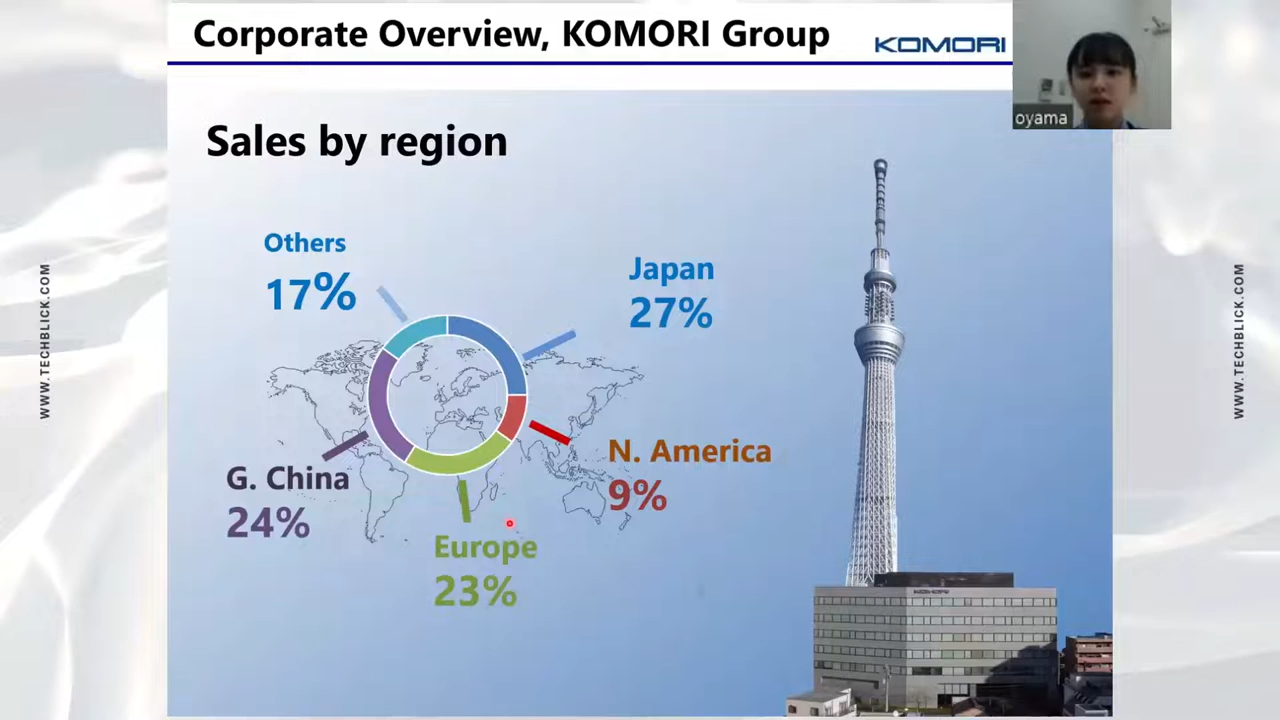 Corporate Overview, KOMORI Group
KOMORI
oyama
Sales by region
Others
17%
Japan
27%
G. China
24%
N. America
9%
Europe
23%
KOMORI
WWW.TECHBLICK.COM
WWW.TECHBLICK.COM